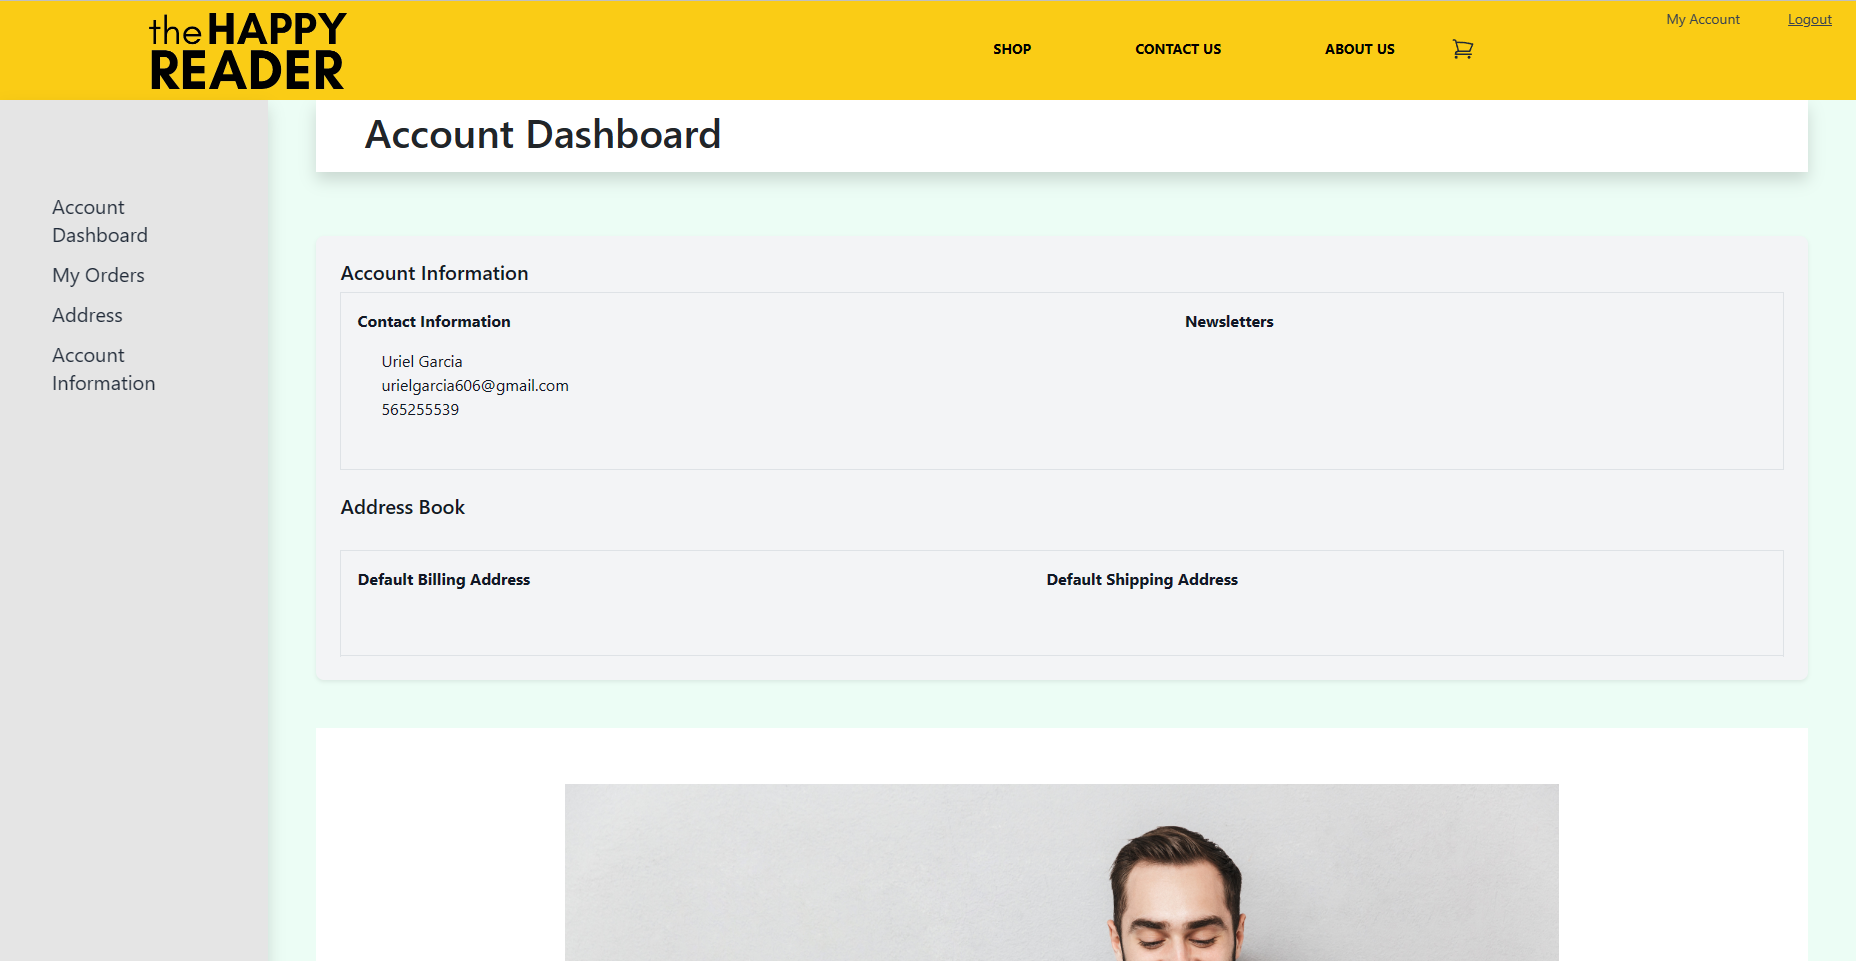 the HAPPY
READER
SHOP
CONTACT US
ABOUT US
My Account
Logout
Account
Dashboard
My Orders
Address
Account
Information
Account Dashboard
Account Information
Contact Information
Uriel Garcia
urielgarcia606@gmail.com
565255539
Newsletters
Address Book
Default Billing Address
Default Shipping Address